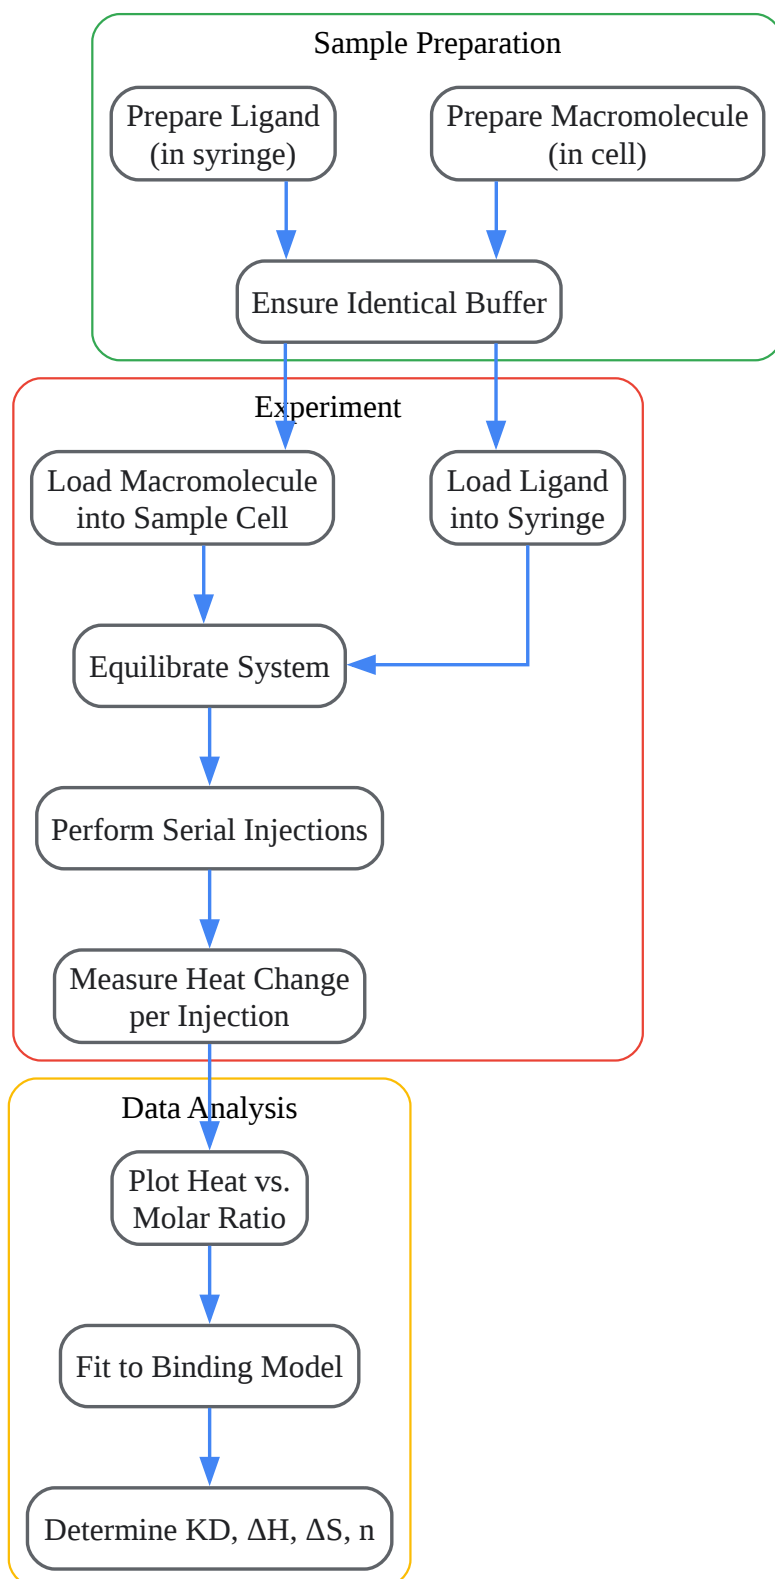 Sample Preparation
Prepare Ligand
(in syringe)
Prepare Macromolecule
(in cell)
Ensure Identical Buffer
Experiment
Load Macromolecule
into Sample Cell
Load Ligand
into Syringe
Equilibrate System
Perform Serial Injections
Measure Heat Change
per Injection
Data Analysis
Plot Heat vs.
Molar Ratio
Fit to Binding Model
Determine KD, ΔH, ΔS, n